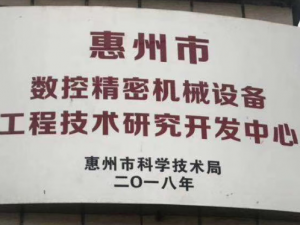 惠州市
数控精密机械设备
工程技术研究开发中心
惠州市科学技术局
二〇一八年